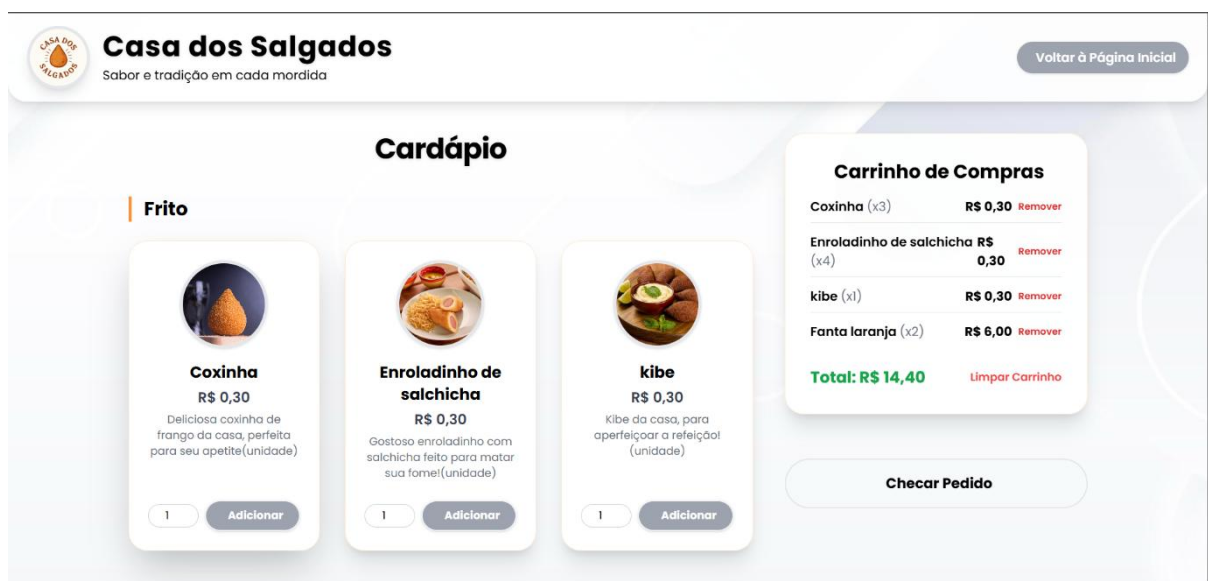 CASA DOS
SALGADOS
Casa dos Salgados
Sabor e tradição em cada mordida
Voltar à Página Inicial
Cardápio
Frito
Coxinha
R$ 0,30
Deliciosa coxinha de
frango da casa, perfeita
para seu apetite(unidade)
1
Adicionar
Enroladinho de
salchicha
R$ 0,30
Gostoso enroladinho com
salchicha feito para matar
sua fome!(unidade)
1
Adicionar
kibe
R$ 0,30
Kibe da casa, para
aperfeiçoar a refeição!
(unidade)
1
Adicionar
Carrinho de Compras
Coxinha (x3) R$ 0,30 Remover
Enroladinho de salchicha R$
(x4) 0,30 Remover
kibe (x1) R$ 0,30 Remover
Fanta laranja (x2) R$ 6,00 Remover
Total: R$ 14,40 Limpar Carrinho
Checar Pedido